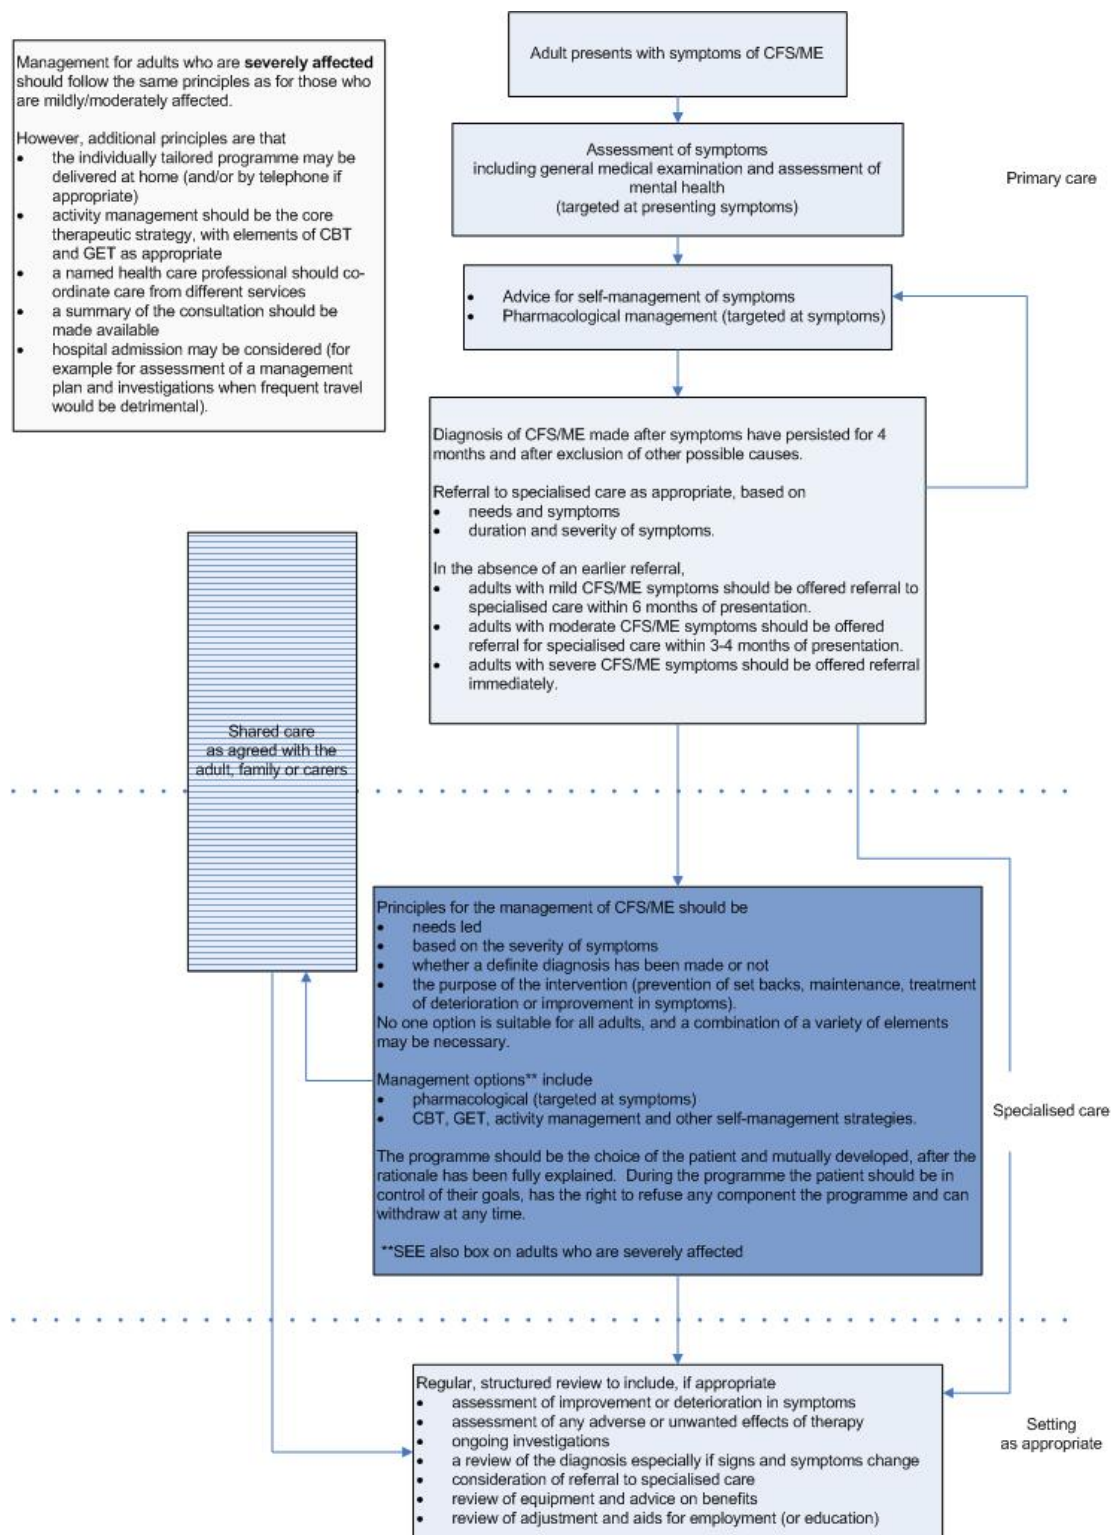 Adult presents with symptoms of CFS/ME
Management for adults who are severely affected
should follow the same principles as for those who
are mildly/moderately affected.
However, additional principles are that
• the individually tailored programme may be
delivered at home (and/or by telephone if
appropriate)
• activity management should be the core
therapeutic strategy, with elements of CBT
and GET as appropriate
• a named health care professional should co-
ordinate care from different services
• a summary of the consultation should be
made available
• hospital admission may be considered (for
example for assessment of a management
plan and investigations when frequent travel
would be detrimental).
Assessment of symptoms
including general medical examination and assessment of
mental health
(targeted at presenting symptoms)
Primary care
• Advice for self-management of symptoms
• Pharmacological management (targeted at symptoms)
Diagnosis of CFS/ME made after symptoms have persisted for 4
months and after exclusion of other possible causes.
Referral to specialised care as appropriate, based on
• needs and symptoms
• duration and severity of symptoms.
In the absence of an earlier referral,
• adults with mild CFS/ME symptoms should be offered referral to
specialised care within 6 months of presentation.
• adults with moderate CFS/ME symptoms should be offered
referral for specialised care within 3-4 months of presentation.
• adults with severe CFS/ME symptoms should be offered referral
immediately.
Shared care
as agreed with the
adult, family or carers
Principles for the management of CFS/ME should be
• needs led
• based on the severity of symptoms
• whether a definite diagnosis has been made or not
• the purpose of the intervention (prevention of set backs, maintenance, treatment
of deterioration or improvement in symptoms).
No one option is suitable for all adults, and a combination of a variety of elements
may be necessary.
Management options** include
• pharmacological (targeted at symptoms)
• CBT, GET, activity management and other self-management strategies.
The programme should be the choice of the patient and mutually developed, after the
rationale has been fully explained. During the programme the patient should be in
control of their goals, has the right to refuse any component the programme and can
withdraw at any time.
**SEE also box on adults who are severely affected
Specialised care
Regular, structured review to include, if appropriate
• assessment of improvement or deterioration in symptoms
• assessment of any adverse or unwanted effects of therapy
• ongoing investigations
• a review of the diagnosis especially if signs and symptoms change
• consideration of referral to specialised care
• review of equipment and advice on benefits
• review of adjustment and aids for employment (or education)
Setting
as appropriate